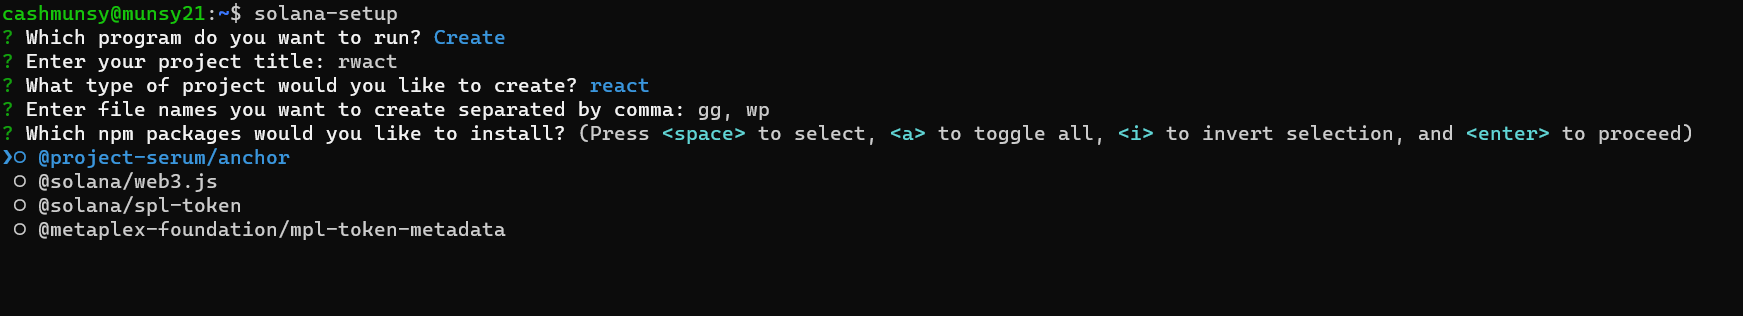 cashmunsy@munsy21:~$ solana-setup
? Which program do you want to run? Create
? Enter your project title: rwact
? What type of project would you like to create? react
? Enter file names you want to create separated by comma: gg, wp
? Which npm packages would you like to install? (Press <space> to select, <a> to toggle all, <i> to invert selection, and <enter> to proceed)
❯◯ @project-serum/anchor
 ◯ @solana/web3.js
 ◯ @solana/spl-token
 ◯ @metaplex-foundation/mpl-token-metadata